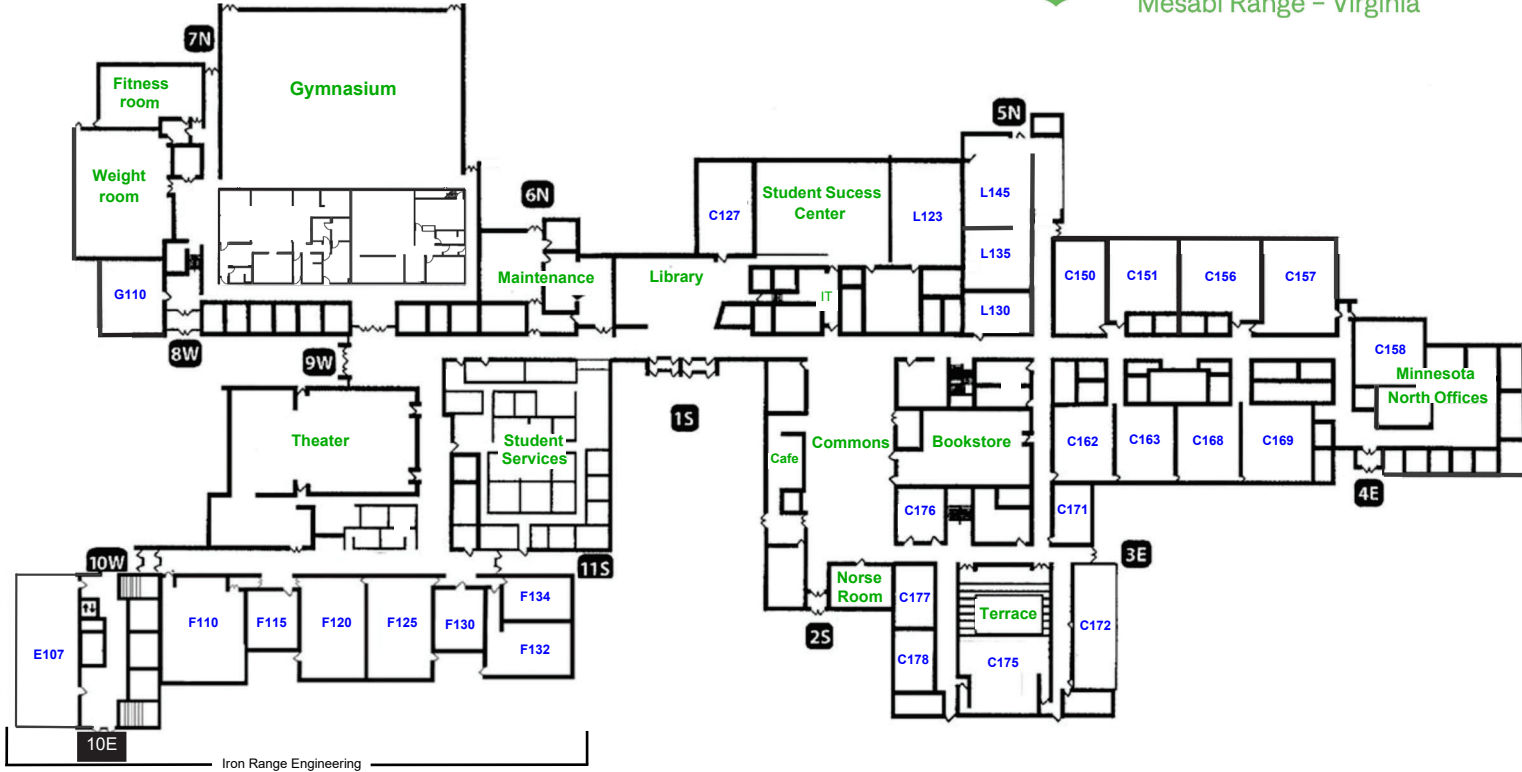 Mesabi Range – Virginia
7N
Fitness
room
Gymnasium
5N
Weight
room
6N
C127
Student Sucess
Center
L123
L145
L135
L130
Maintenance
Library
IT
G110
C150
C151
C156
C157
8W
9W
C158
Minnesota
North Offices
1S
Theater
Student
Services
Commons
Cafe
Bookstore
C162
C163
C168
C169
4E
C176
C171
10W
11S
3E
Norse
Room
2S
C177
C178
Terrace
C175
C172
E107
F110
F115
F120
F125
F130
F134
F132
10E
Iron Range Engineering